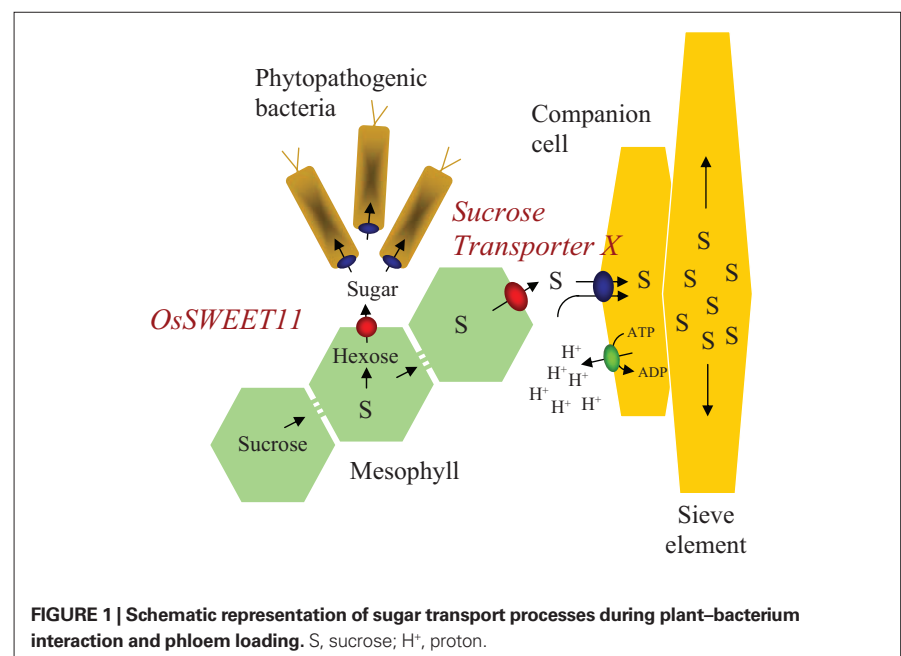 Phytopathogenic
bacteria
Companion
cell
Sucrose
Transporter X
Sugar
S
S
S
OsSWEET11
S
Hexose
S
S
S
S
S
S
S
ATP
ADP
H⁺
H⁺
H⁺
H⁺
H⁺
H⁺
S
Sucrose
Mesophyll
Sieve
element
FIGURE 1 | Schematic representation of sugar transport processes during plant–bacterium
interaction and phloem loading. S, sucrose; H⁺, proton.